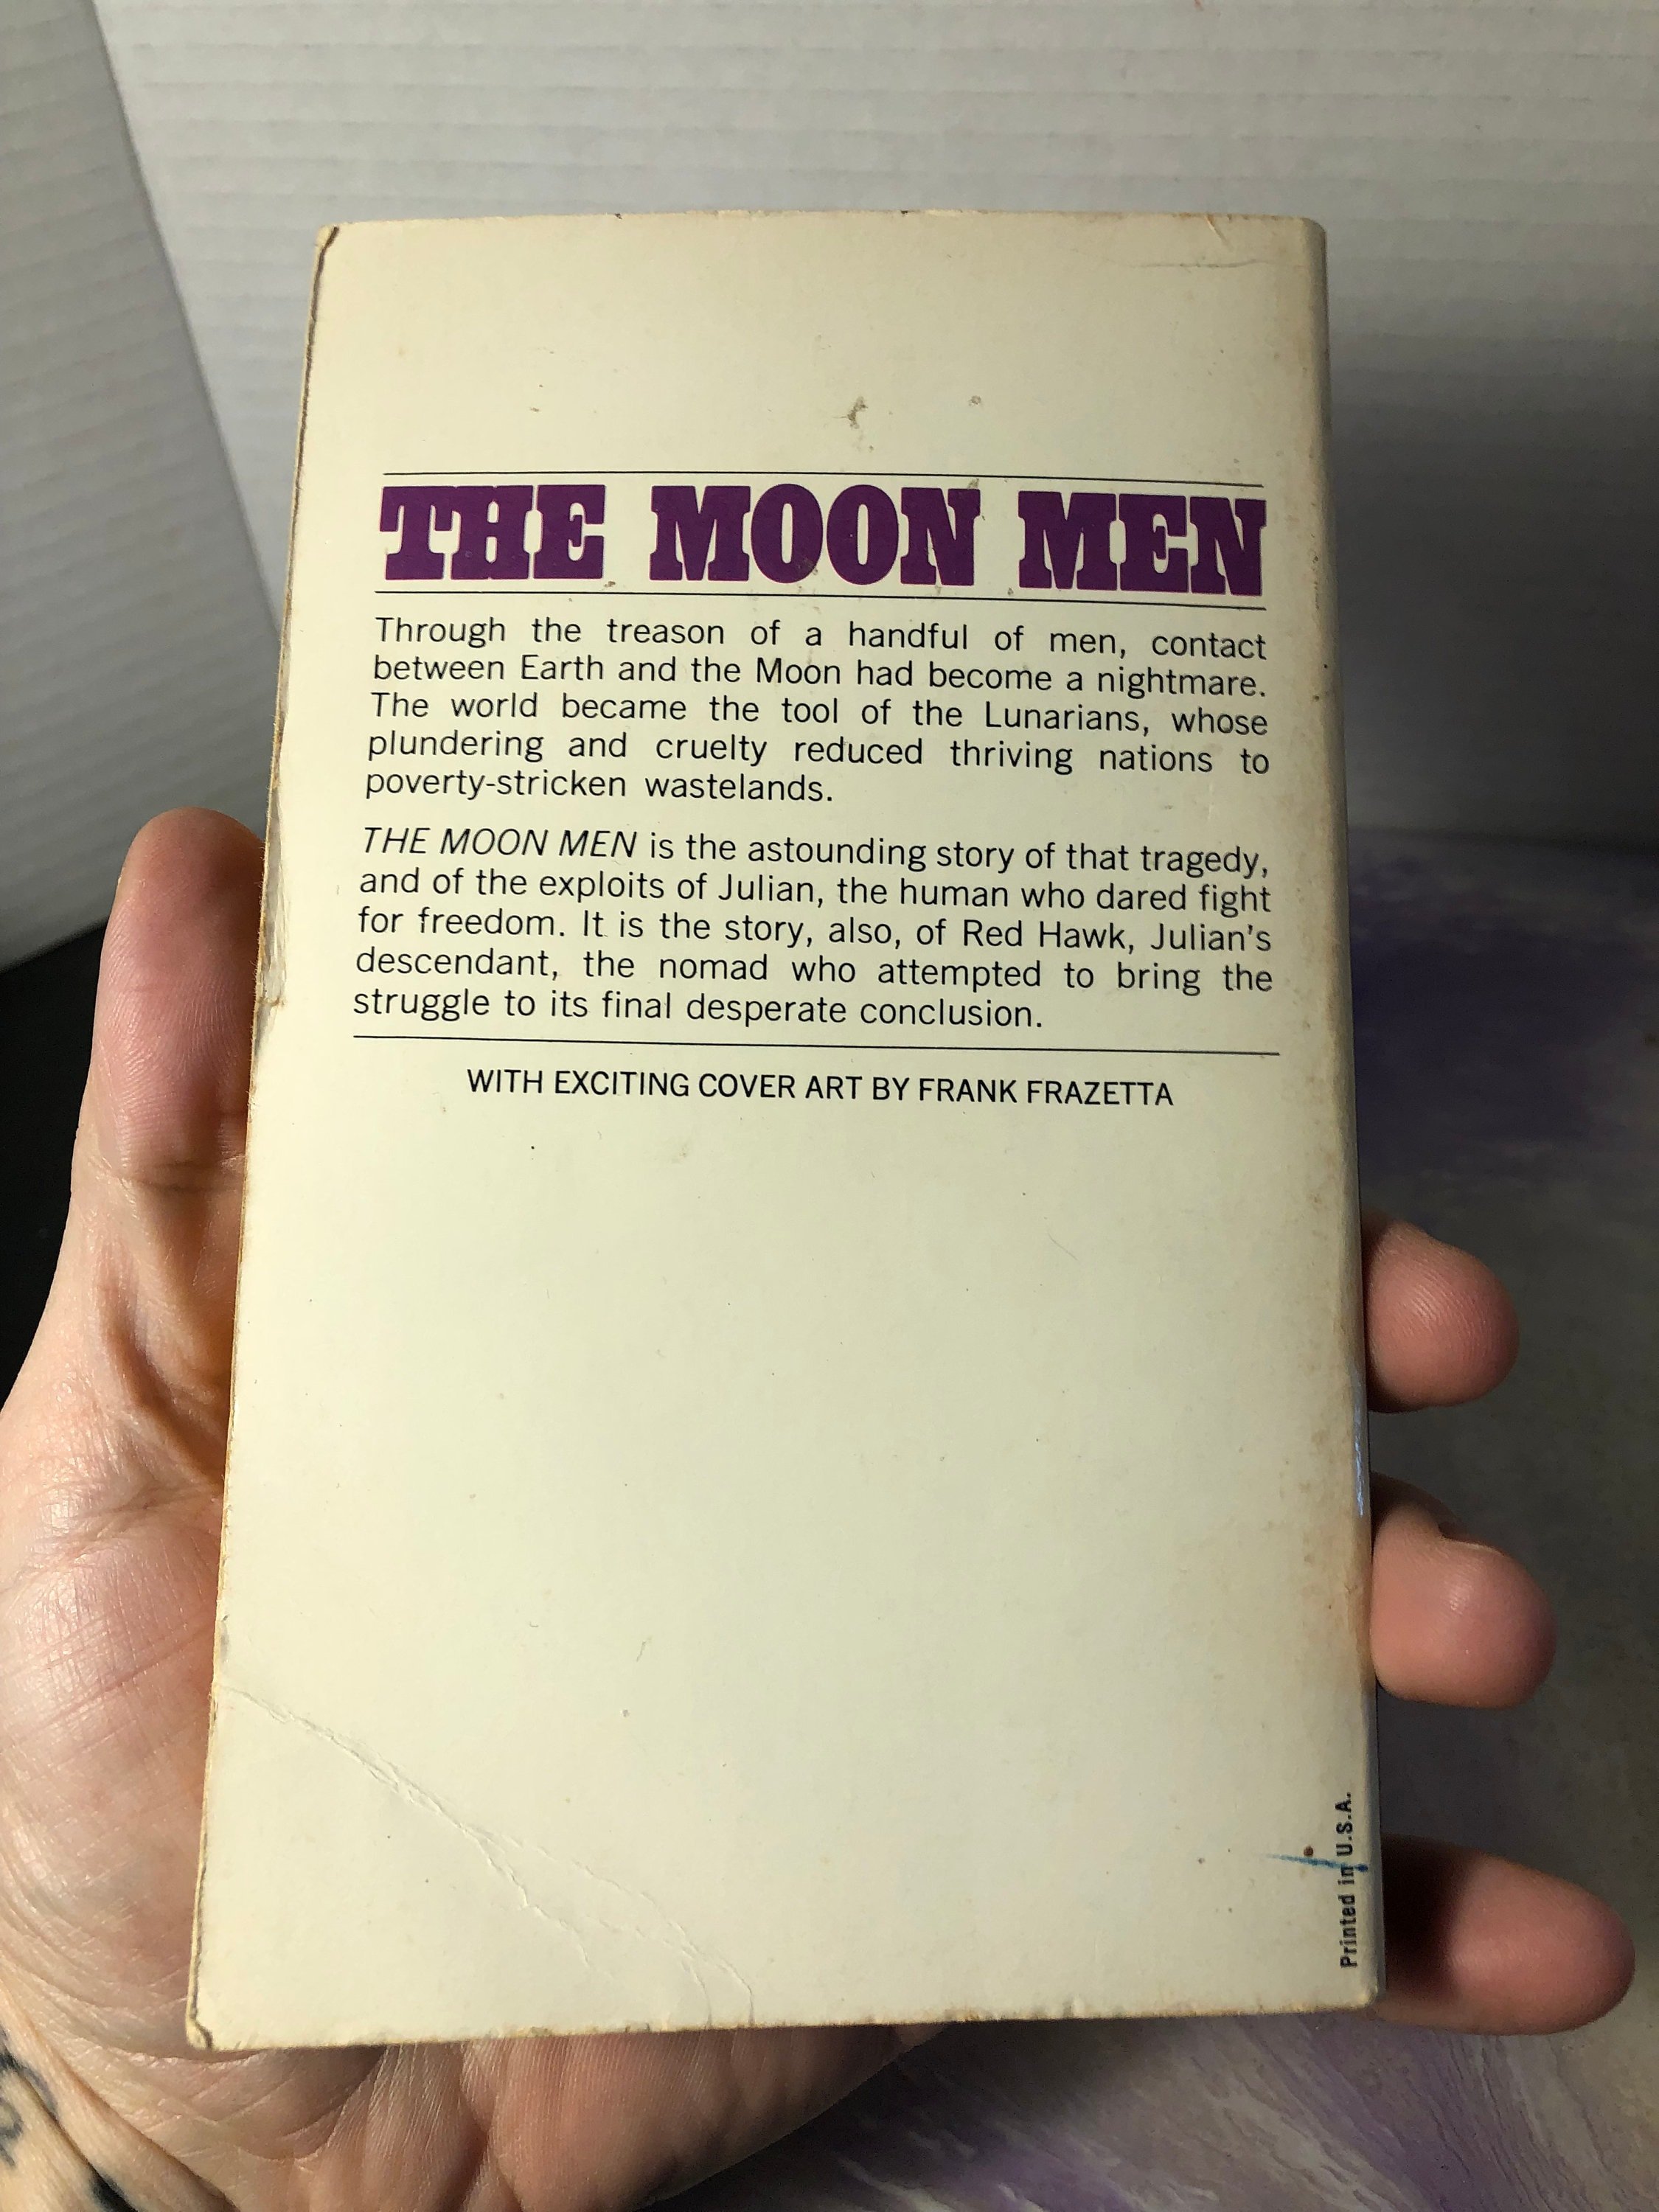 THE MOON MEN
Through the treason of a handful of men, contact
between Earth and the Moon had become a nightmare.
The world became the tool of the Lunarians, whose
plundering and cruelty reduced thriving nations to
poverty-stricken wastelands.
THE MOON MEN is the astounding story of that tragedy,
and of the exploits of Julian, the human who dared fight
for freedom. It is the story, also, of Red Hawk, Julian's
descendant, the nomad who attempted to bring the
struggle to its final desperate conclusion.
WITH EXCITING COVER ART BY FRANK FRAZETTA
Printed in U.S.A.